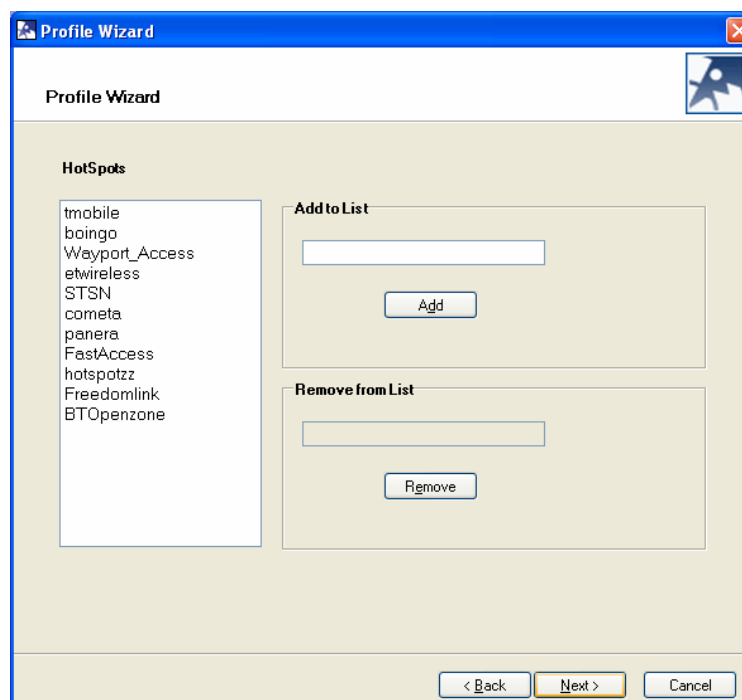 Profile Wizard
Profile Wizard
HotSpots
tmobile
boingo
Wayport_Access
etwireless
STSN
cometa
panera
FastAccess
hotspotzz
Freedomlink
BTOpenzone
Add to List
Add
Remove from List
Remove
< Back
Next >
Cancel